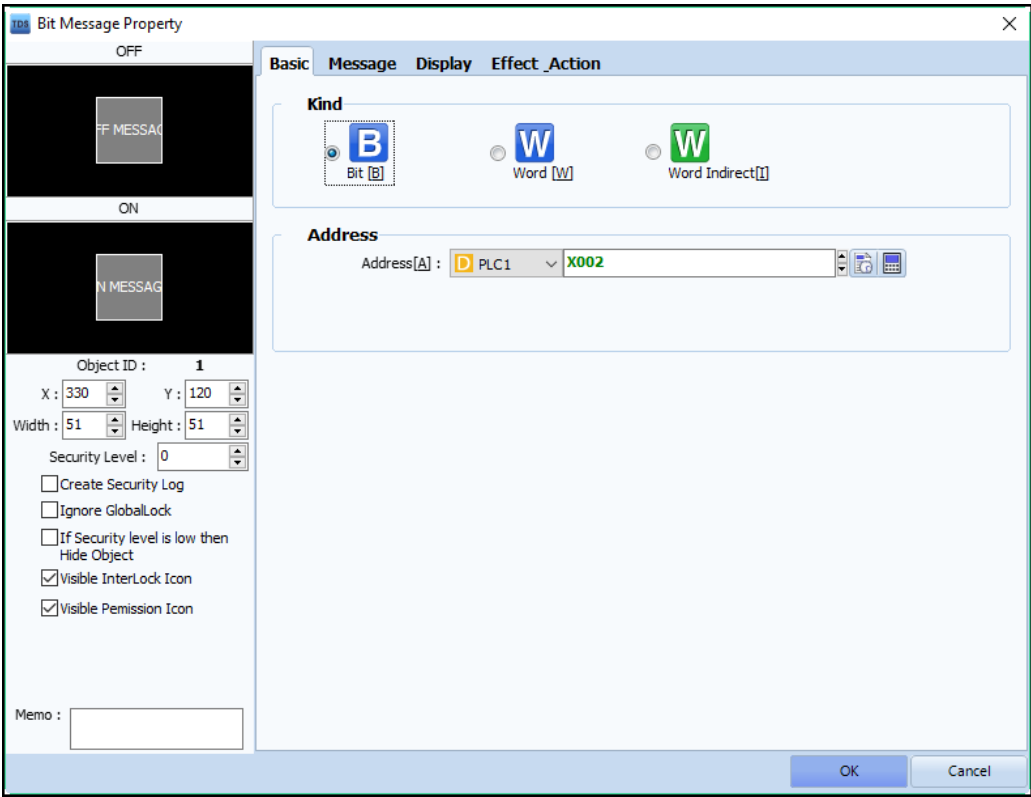 TDS Bit Message Property
OFF
FF MESSAG
ON
N MESSAG
Object ID : 1
X : 330 Y : 120
Width : 51 Height : 51
Security Level : 0
Create Security Log
Ignore GlobalLock
If Security level is low then
Hide Object
Visible InterLock Icon
Visible Pemission Icon
Memo :
Basic Message Display Effect _Action
Kind
B W W
Bit [B] Word [W] Word Indirect[I]
Address
Address[A] : D PLC1 X002
OK Cancel